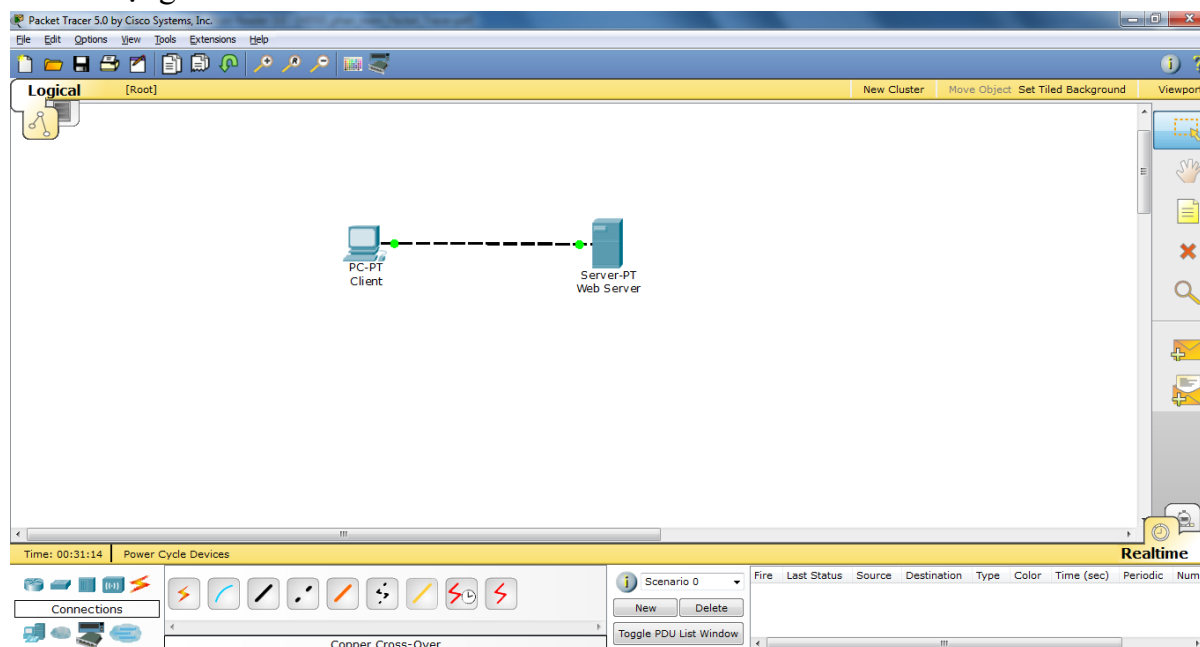 Packet Tracer 5.0 by Cisco Systems, Inc.
File Edit Options View Tools Extensions Help
Logical [Root] New Cluster Move Object Set Tiled Background Viewport
PC-PT
Client
Server-PT
Web Server
Time: 00:31:14 Power Cycle Devices Realtime
Connections
Copper Cross-Over
Scenario 0
New Delete
Toggle PDU List Window
Fire Last Status Source Destination Type Color Time (sec) Periodic Num